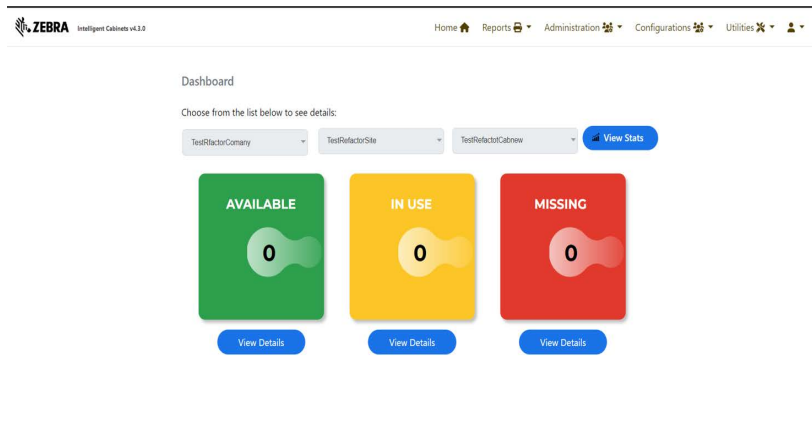 ZEBRA Intelligent Cabinets v4.3.0 Home Reports Administration Configurations Utilities
Dashboard
Choose from the list below to see details:
TestRfactorComany TestRefactorSite TestRefactotCabnew View Stats
AVAILABLE IN USE MISSING
0 0 0
View Details View Details View Details